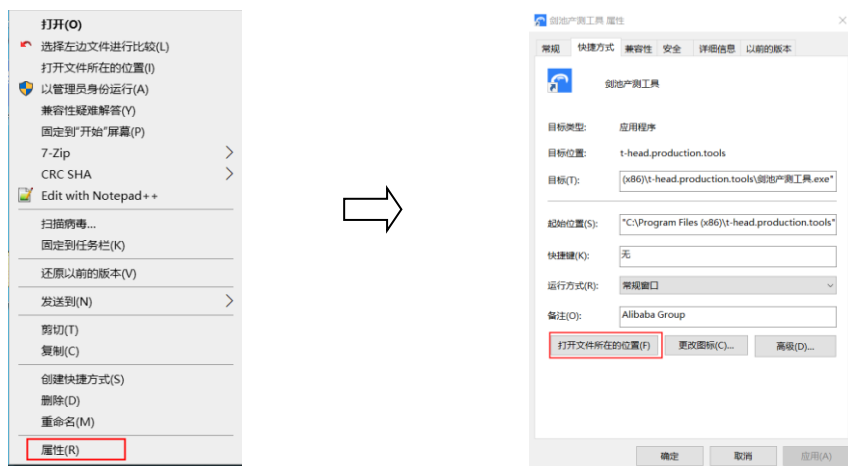 打开(O)
选择左边文件进行比较(L)
打开文件所在的位置(I)
以管理员身份运行(A)
兼容性疑难解答(Y)
固定到"开始"屏幕(P)
7-Zip
CRC SHA
Edit with Notepad++
扫描病毒...
固定到任务栏(K)
还原以前的版本(V)
发送到(N)
剪切(T)
复制(C)
创建快捷方式(S)
删除(D)
重命名(M)
属性(R)
剑池产测工具 属性
常规 快捷方式 兼容性 安全 详细信息 以前的版本
剑池产测工具
目标类型: 应用程序
目标位置: t-head.production.tools
目标(T): (x86)\t-head.production.tools\剑池产测工具.exe"
起始位置(S): "C:\Program Files (x86)\t-head.production.tools"
快捷键(K): 无
运行方式(R): 常规窗口
备注(O): Alibaba Group
打开文件所在的位置(F) 更改图标(C)... 高级(D)...
确定 取消 应用(A)